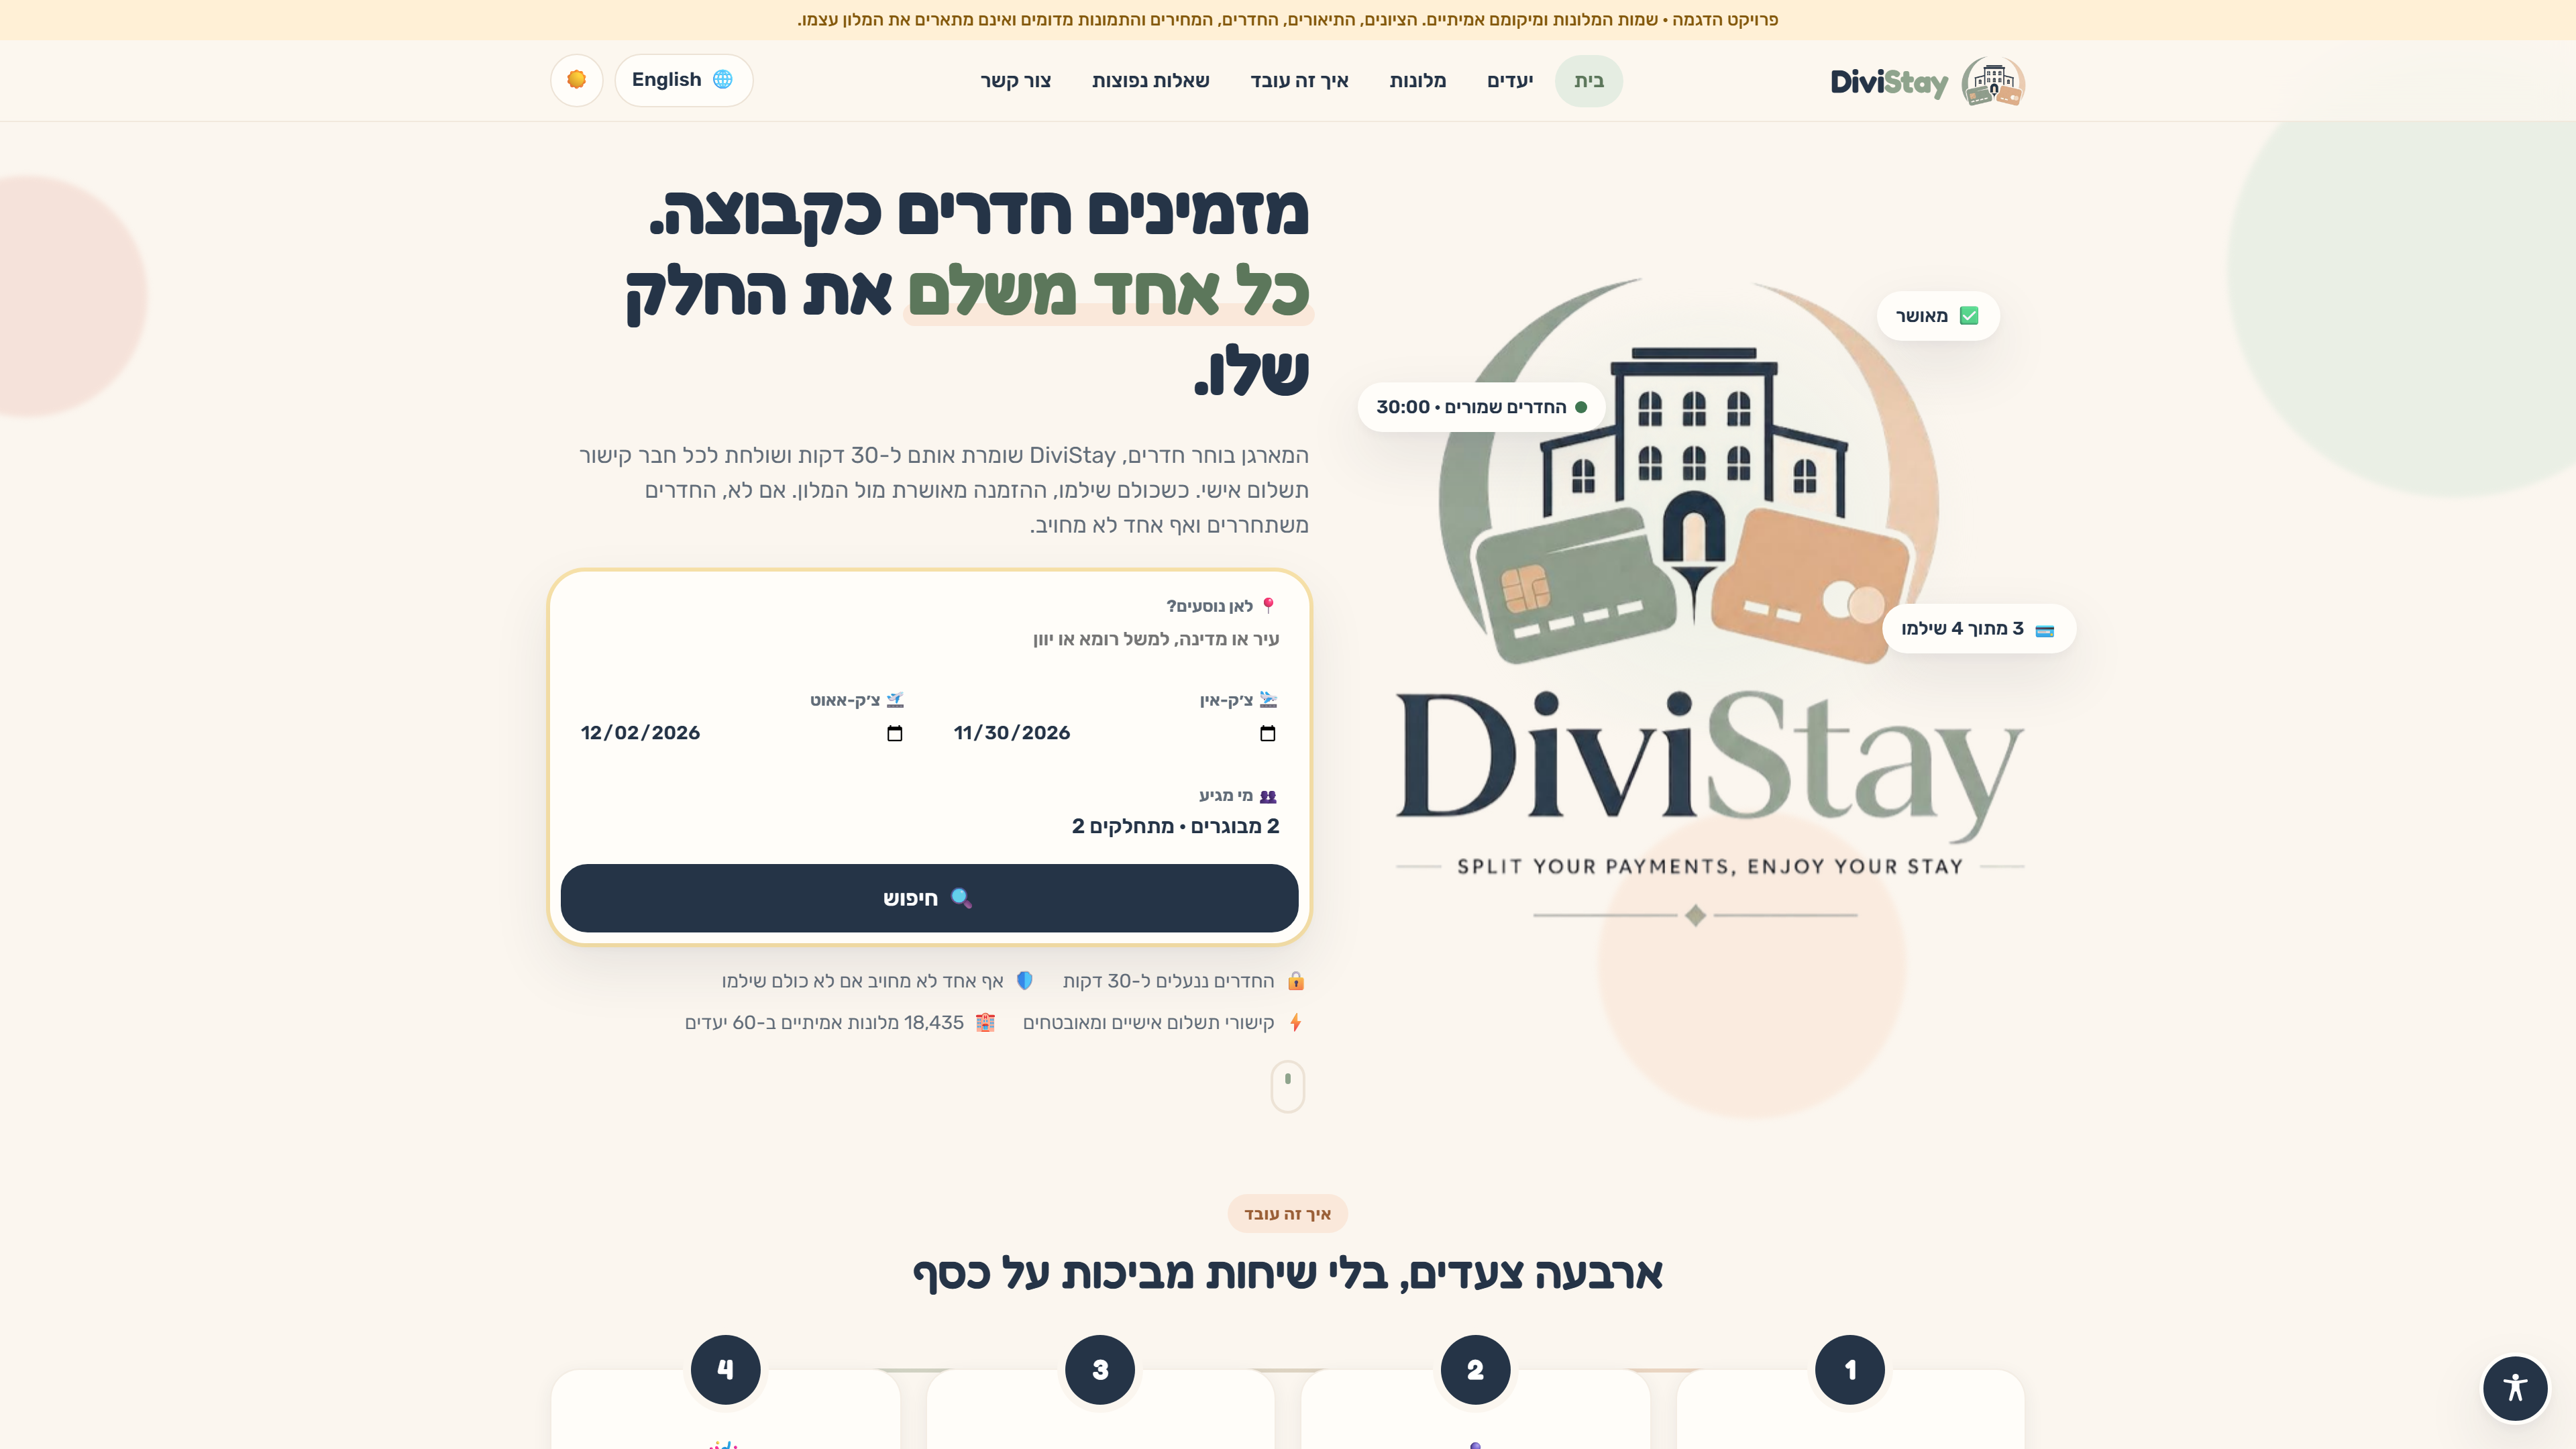 פרויקט הדגמה • שמות המלונות ומיקומם אמיתיים. הציונים, התיאורים, החדרים, המחירים והתמונות מדומים ואינם מתארים את המלון עצמו.
DiviStay
בית
יעדים
מלונות
איך זה עובד
שאלות נפוצות
צור קשר
English
מזמינים חדרים כקבוצה.
כל אחד משלם את החלק
שלו.
המארגן בוחר חדרים, DiviStay שומרת אותם ל-30 דקות ושולחת לכל חבר קישור
תשלום אישי. כשכולם שילמו, ההזמנה מאושרת מול המלון. אם לא, החדרים
משתחררים ואף אחד לא מחויב.
לאן נוסעים?
עיר או מדינה, למשל רומא או יוון
צ׳ק-אין
11/30/2026
צ׳ק-אאוט
12/02/2026
מי מגיע
2 מבוגרים • מתחלקים 2
חיפוש
החדרים ננעלים ל-30 דקות
אף אחד לא מחויב אם לא כולם שילמו
קישורי תשלום אישיים ומאובטחים
18,435 מלונות אמיתיים ב-60 יעדים
מאושר
החדרים שמורים • 30:00
3 מתוך 4 שילמו
DiviStay
SPLIT YOUR PAYMENTS, ENJOY YOUR STAY
איך זה עובד
ארבעה צעדים, בלי שיחות מביכות על כסף
1
2
3
4